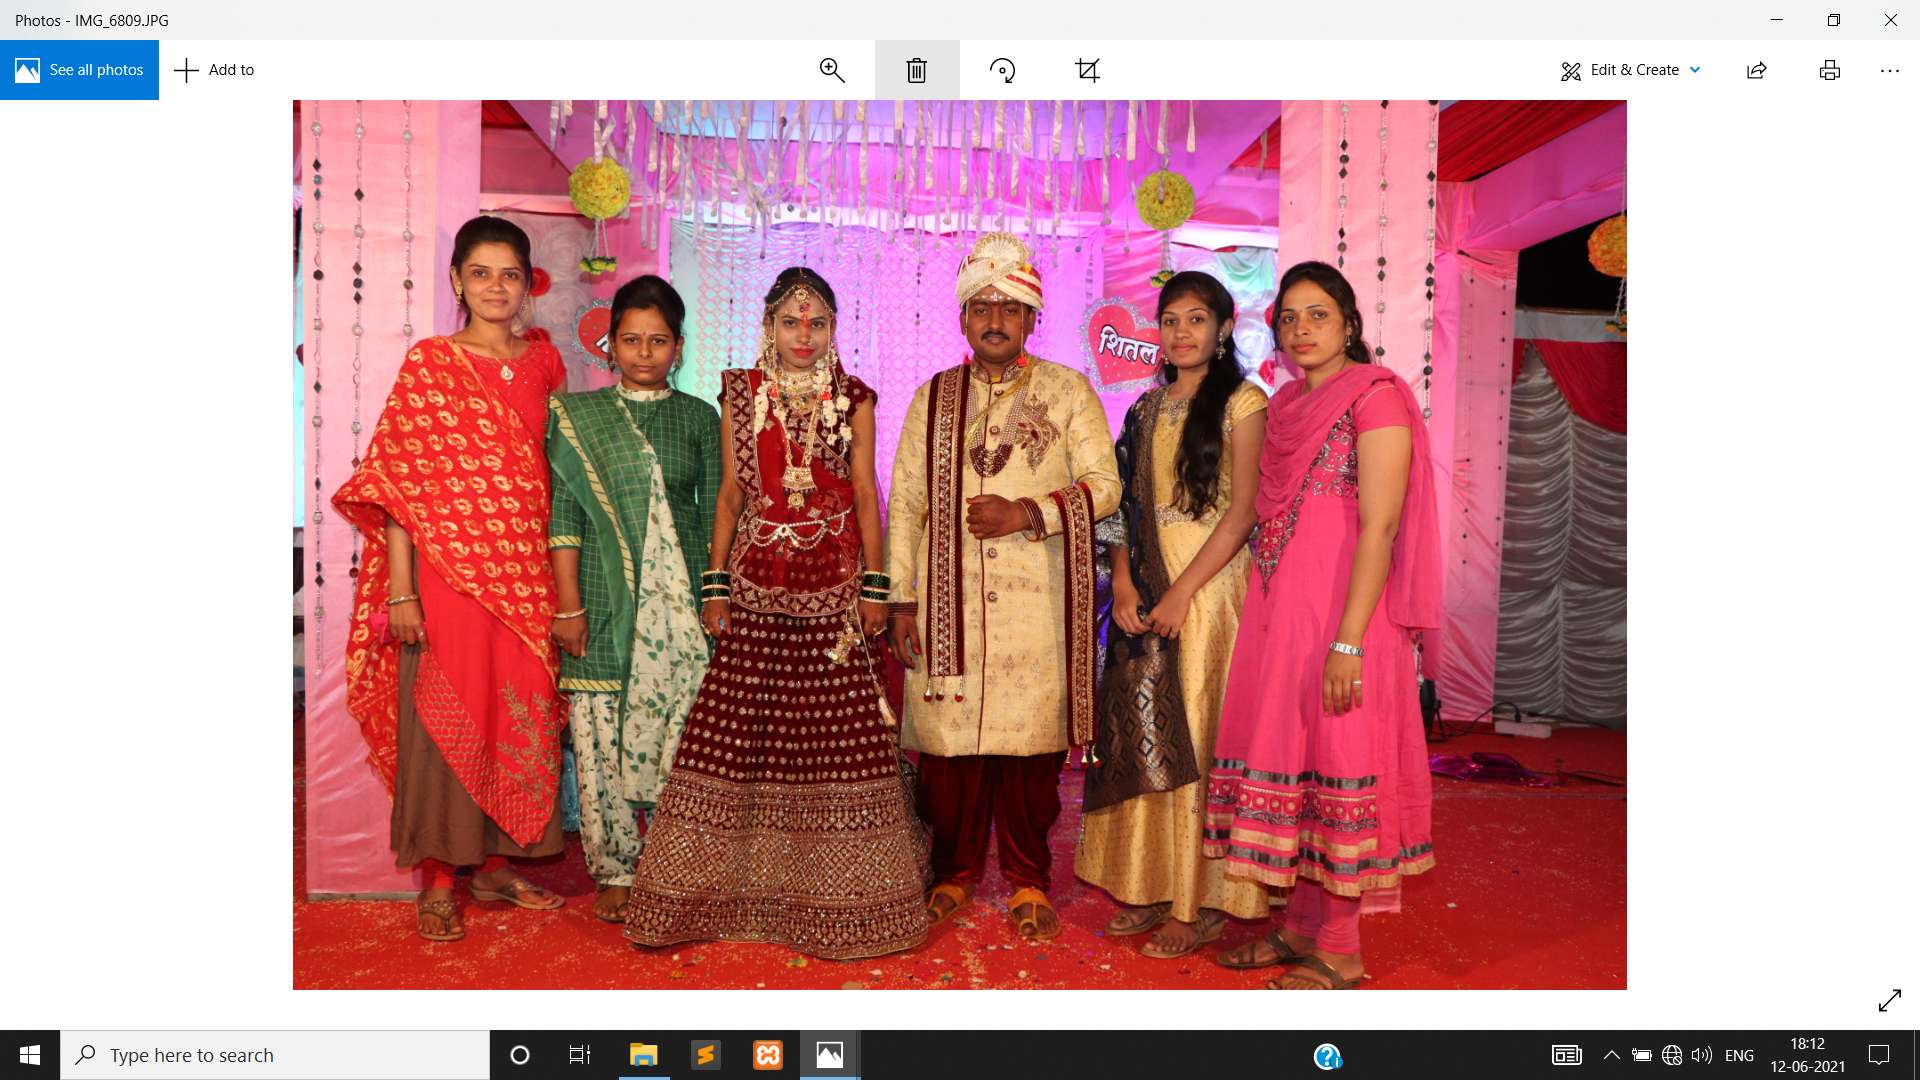 Photos - IMG_6809.JPG
See all photos
Add to
Edit & Create
शितल
Type here to search
ENG
18:12
12-06-2021